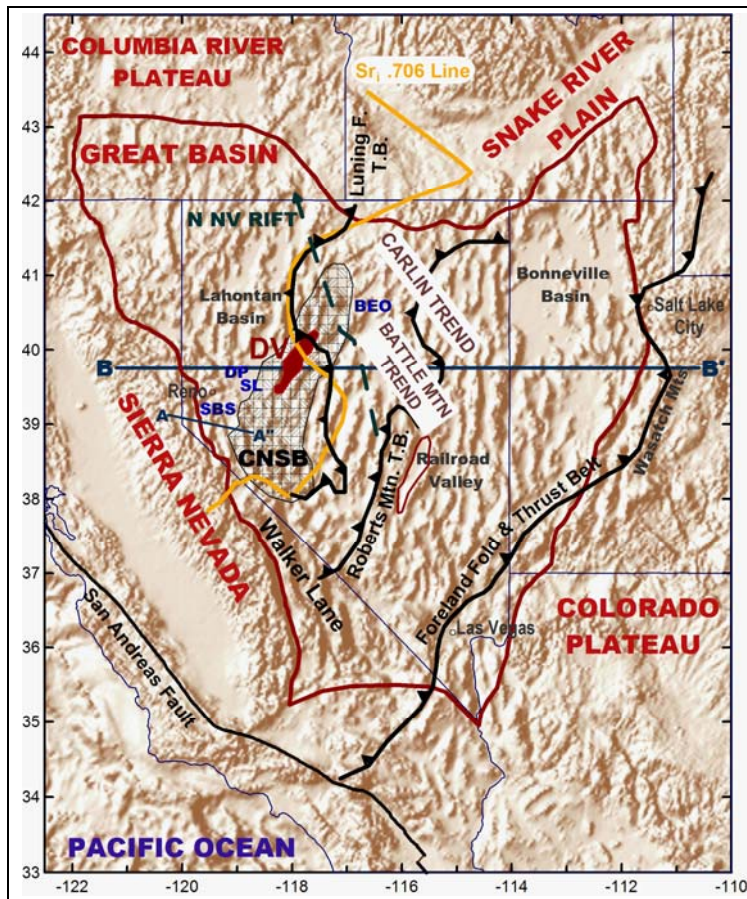 44
43
42
41
40
39
38
37
36
35
34
33
COLUMBIA RIVER
PLATEAU
Sri .706 Line
SNAKE RIVER
PLAIN
GREAT BASIN
Luning F.
T.B.
N NV RIFT
CARLIN TREND
Bonneville
Basin
Lahontan
Basin
BEO
Salt Lake
City
DV
BATTLE MTN
TREND
B
B'
DP
SL
Reno
SBS
A
A"
Wasatch Mts.
CNSB
Railroad
Valley
SIERRA NEVADA
Walker Lane
Roberts Mtn. T.B.
Foreland Fold & Thrust Belt
San Andreas Fault
Las Vegas
COLORADO
PLATEAU
PACIFIC OCEAN
-122
-120
-118
-116
-114
-112
-110